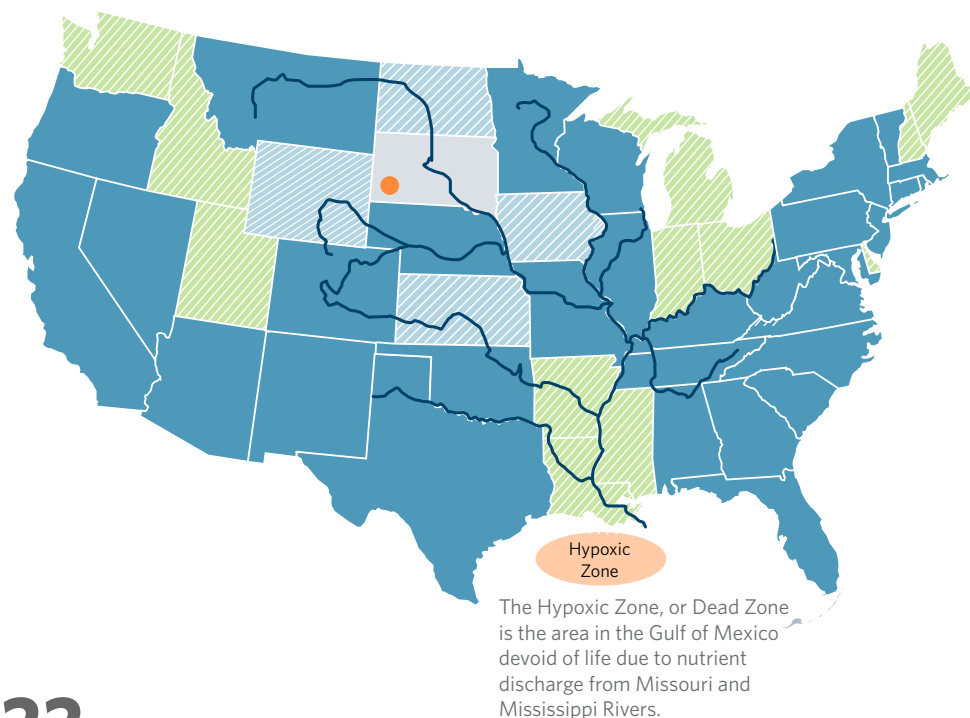 Hypoxic
Zone
The Hypoxic Zone, or Dead Zone
is the area in the Gulf of Mexico
devoid of life due to nutrient
discharge from Missouri and
Mississippi Rivers.